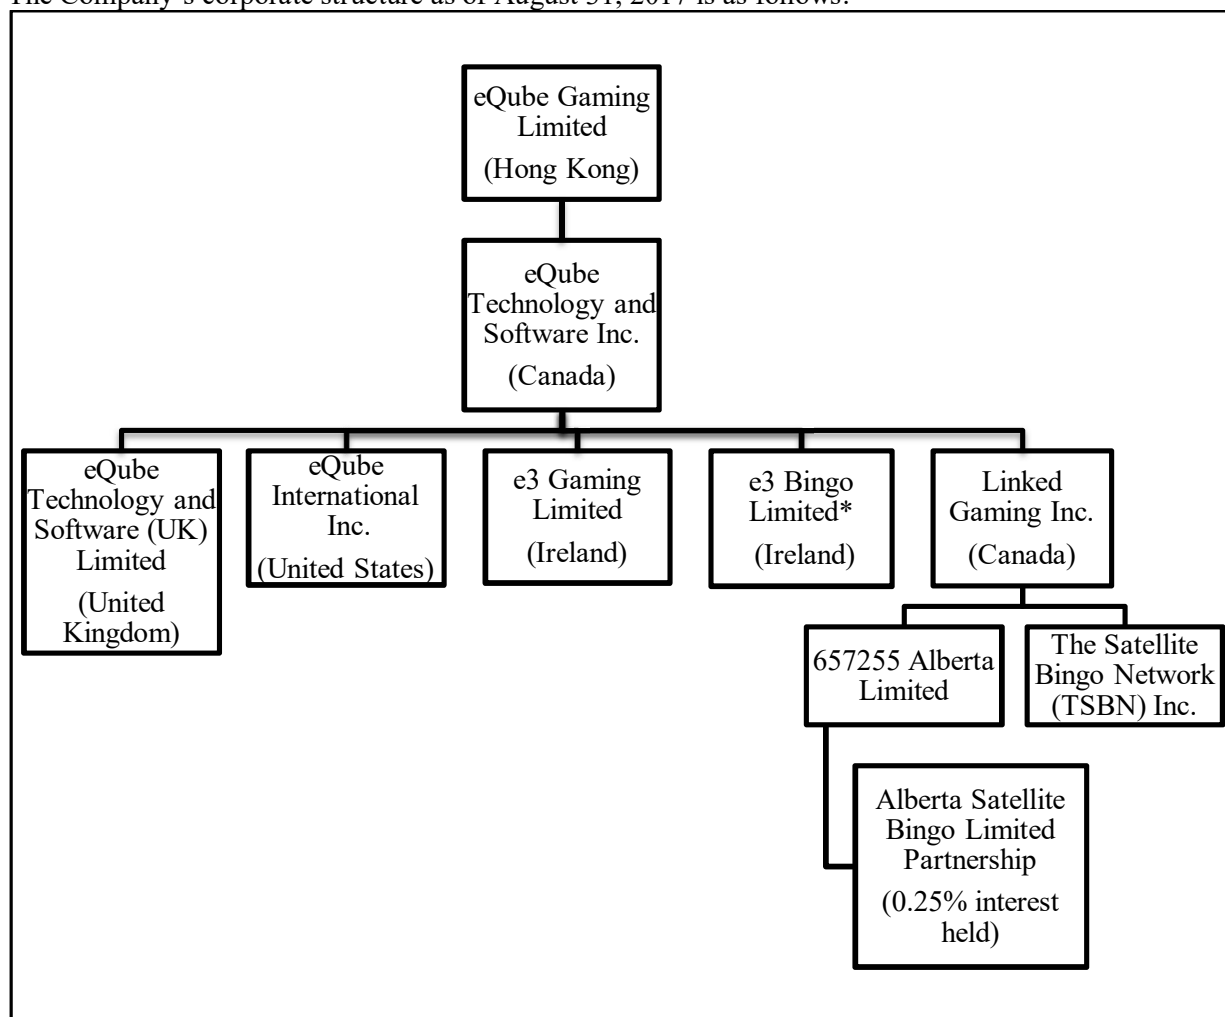 The Company's corporate structure as of August 31, 2017 is as follows:
eQube Gaming
Limited
(Hong Kong)
eQube
Technology and
Software Inc.
(Canada)
eQube
Technology and
Software (UK)
Limited
(United
Kingdom)
eQube
International
Inc.
(United States)
e3 Gaming
Limited
(Ireland)
e3 Bingo
Limited*
(Ireland)
Linked
Gaming Inc.
(Canada)
657255 Alberta
Limited
The Satellite
Bingo Network
(TSBN) Inc.
Alberta Satellite
Bingo Limited
Partnership
(0.25% interest
held)